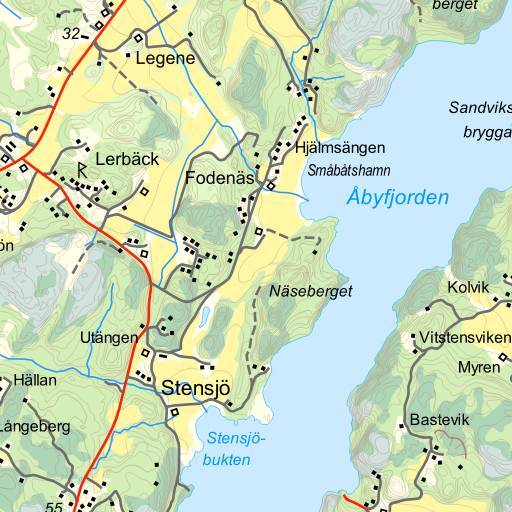 berget
32
Legene
Sandviks
brygga
Hjälmsängen
Lerbäck
Småbåtshamn
Fodenäs
Åbyfjorden
ön
Kolvik
Näseberget
Utängen
Vitstensviken
Myren
Hällan
Stensjö
Långeberg
Bastevik
Stensjö-
bukten
55